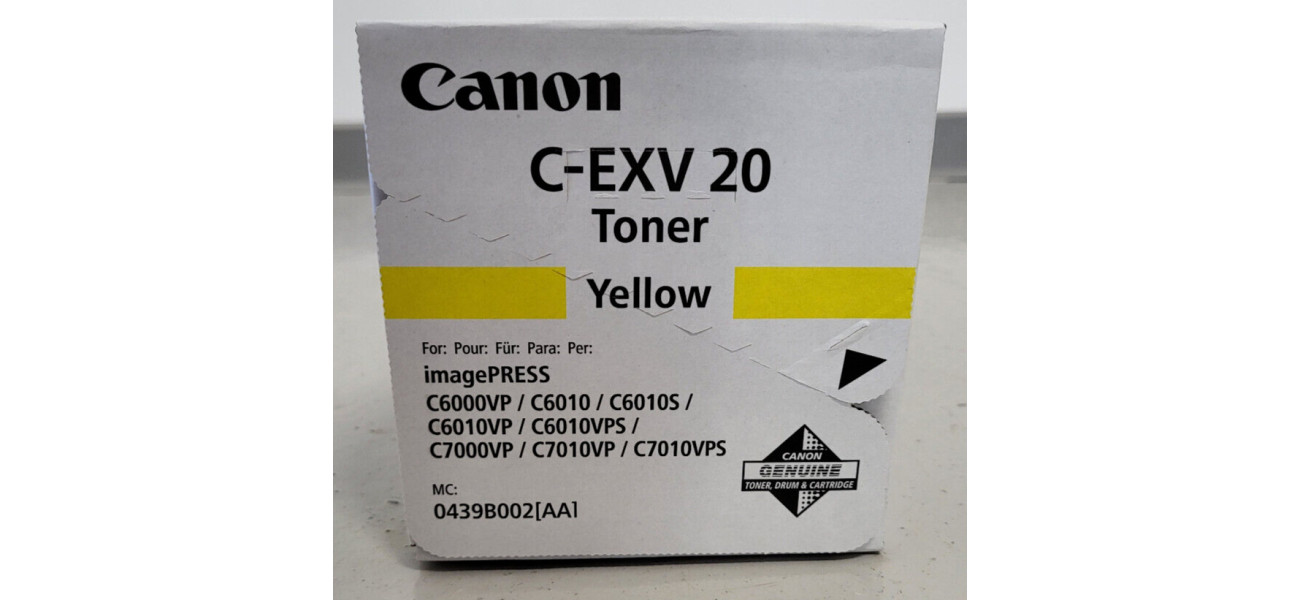 Canon
C-EXV 20
Toner
Yellow
For: Pour: Für: Para: Per:
imagePRESS
C6000VP / C6010 / C6010S /
C6010VP / C6010VPS /
C7000VP / C7010VP / C7010VPS
MC:
0439B002[AA]
CANON
GENUINE
TONER, DRUM & CARTRIDGE